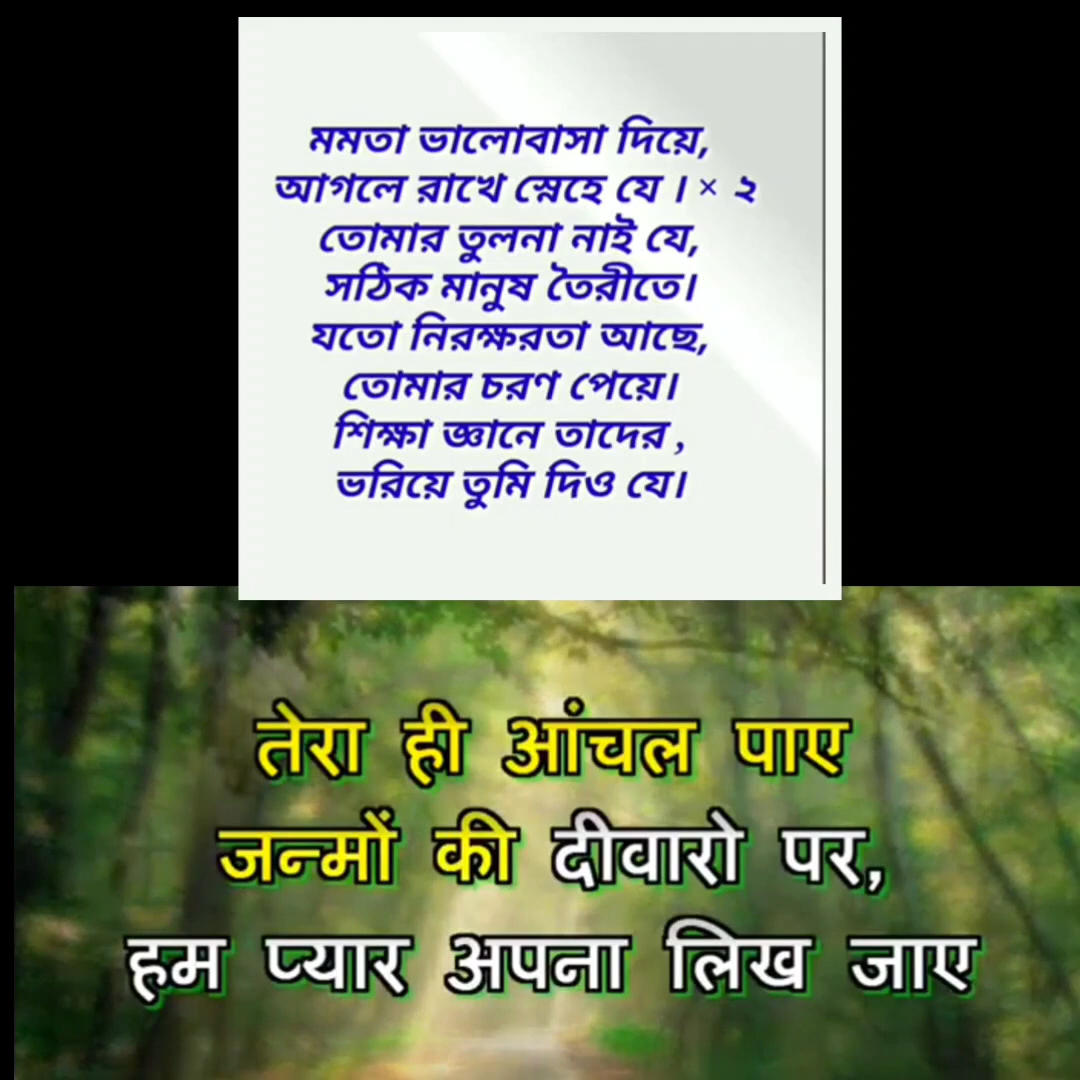 মমতা ভালোবাসা দিয়ে,
আগলে রাখে স্নেহে যে । × ২
তোমার তুলনা নাই যে,
সঠিক মানুষ তৈরীতে।
যতো নিরক্ষরতা আছে,
তোমার চরণ পেয়ে।
শিক্ষা জ্ঞানে তাদের ,
ভরিয়ে তুমি দিও যে।
तेरा ही आंचल पाए
जन्मों की दीवारो पर,
हम प्यार अपना लिख जाए